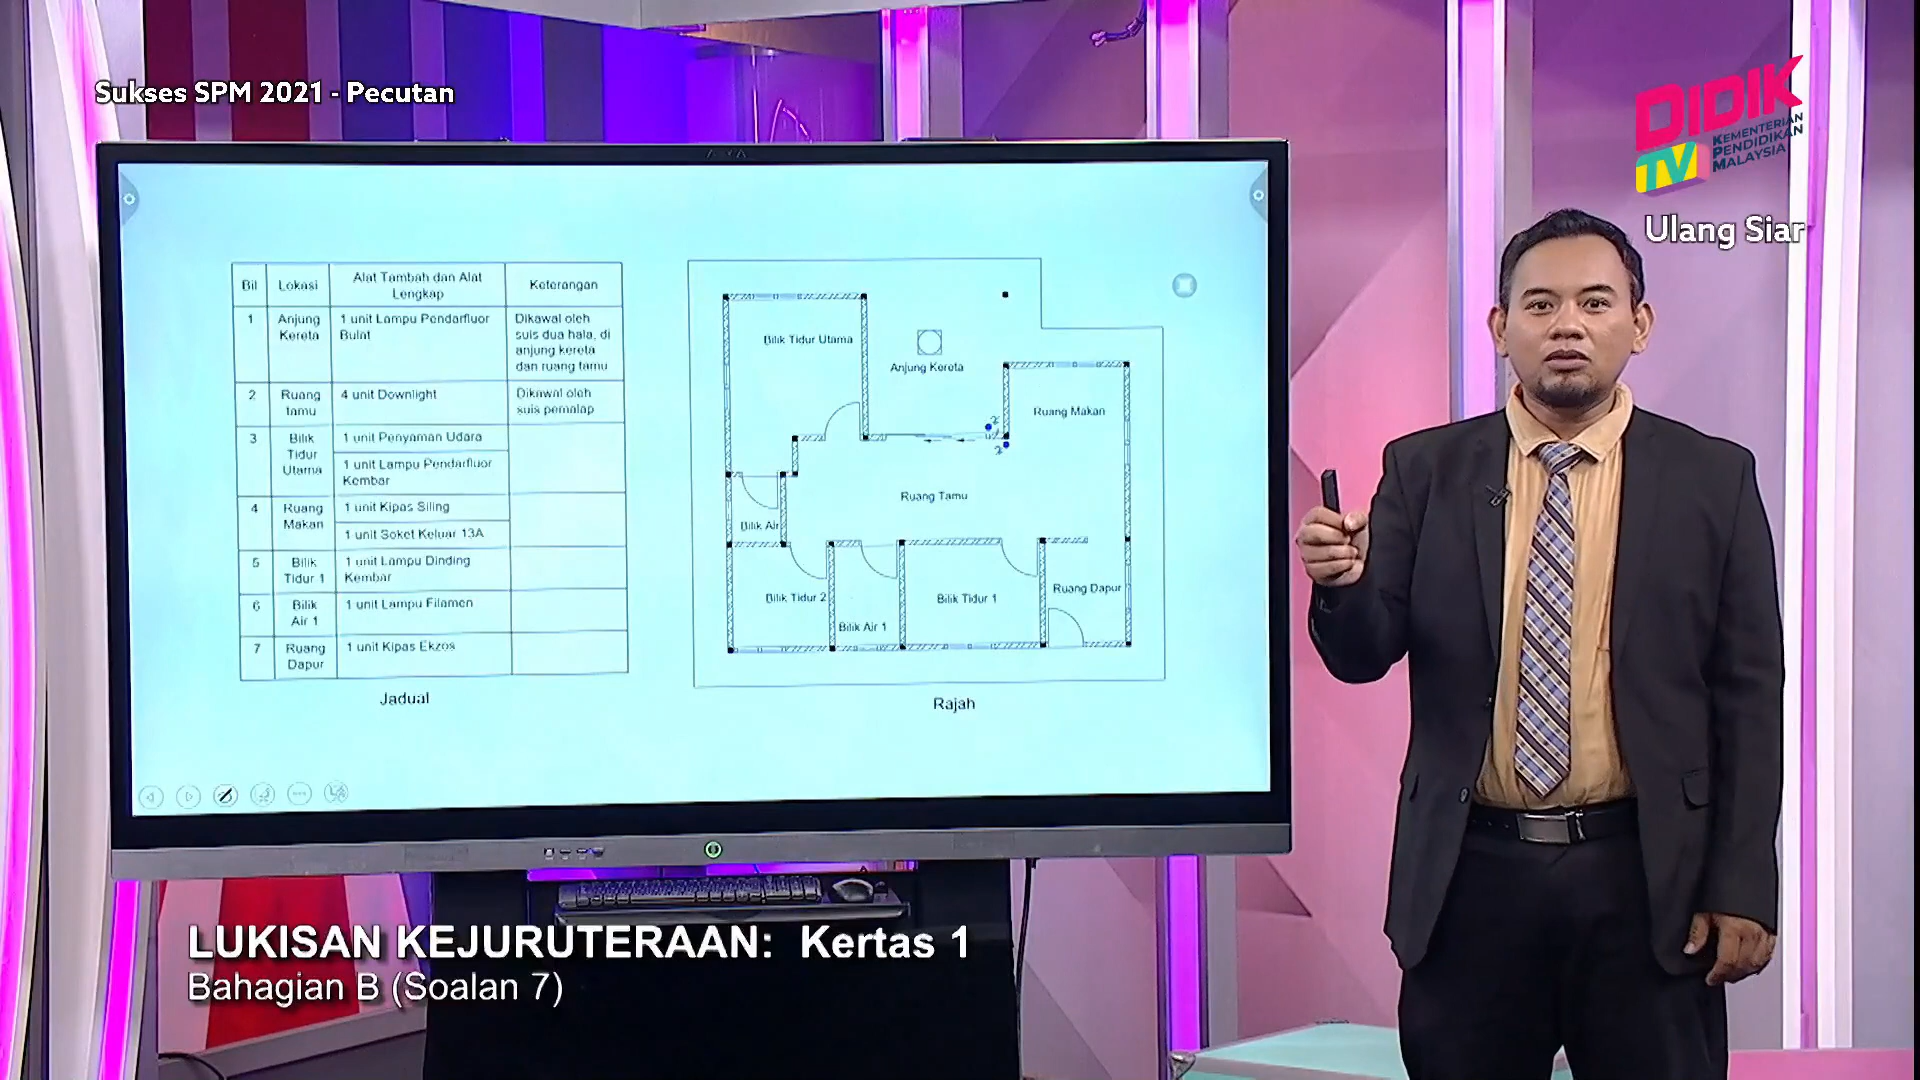 Sukses SPM 2021 - Pecutan
DIDIK
TV
KEMENTERIAN
PENDIDIKAN
MALAYSIA
Ulang Siar
Bil
Lokasi
Alat Tambah dan Alat
Lengkap
Keterangan
1
Anjung
Kereta
1 unit Lampu Pendarfluor
Bulat
Dikawal oleh
suis dua hala, di
anjung kereta
dan ruang tamu
2
Ruang
tamu
4 unit Downlight
Dikawal oleh
suis pemalap
3
Bilik
Tidur
Utama
1 unit Penyaman Udara
1 unit Lampu Pendarfluor
Kembar
4
Ruang
Makan
1 unit Kipas Siling
1 unit Soket Keluar 13A
5
Bilik
Tidur 1
1 unit Lampu Dinding
Kembar
6
Bilik
Air 1
1 unit Lampu Filamen
7
Ruang
Dapur
1 unit Kipas Ekzos
Jadual
Bilik Tidur Utama
Anjung Kereta
Ruang Makan
Ruang Tamu
Bilik Air
Bilik Tidur 2
Bilik Air 1
Bilik Tidur 1
Ruang Dapur
Rajah
LUKISAN KEJURUTERAAN: Kertas 1
Bahagian B (Soalan 7)